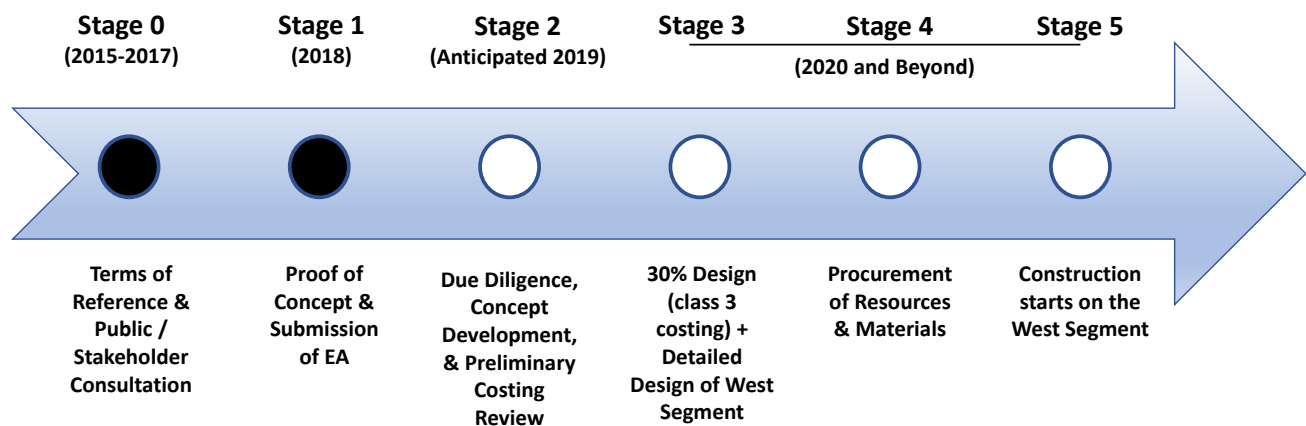 Stage 0
(2015-2017)
Stage 1
(2018)
Stage 2
(Anticipated 2019)
Stage 3
Stage 4
Stage 5
(2020 and Beyond)
Terms of
Reference &
Public /
Stakeholder
Consultation
Proof of
Concept &
Submission
of EA
Due Diligence,
Concept
Development,
& Preliminary
Costing
Review
30% Design
(class 3
costing) +
Detailed
Design of West
Segment
Procurement
of Resources
& Materials
Construction
starts on the
West Segment